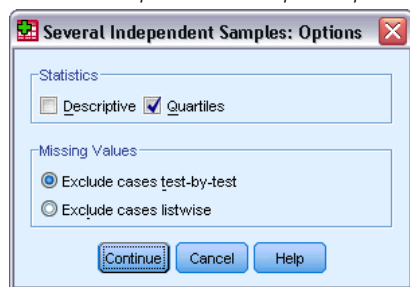 Several Independent Samples: Options
Statistics
Descriptive Quartiles
Missing Values
Exclude cases test-by-test
Exclude cases listwise
Continue Cancel Help